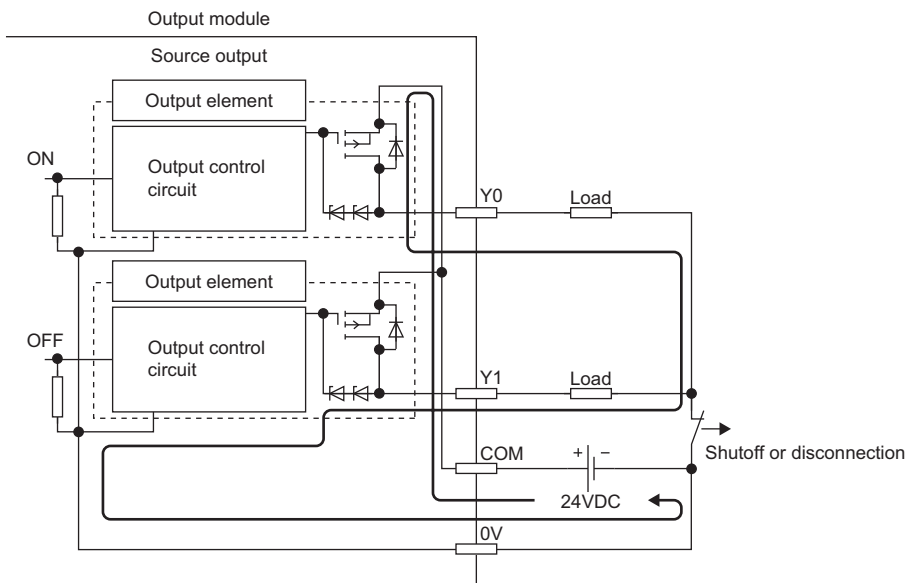 Output module
Source output
Output element
ON
Output control
circuit
Y0
Load
Output element
OFF
Output control
circuit
Y1
Load
Shutoff or disconnection
COM
+ −
24VDC
0V